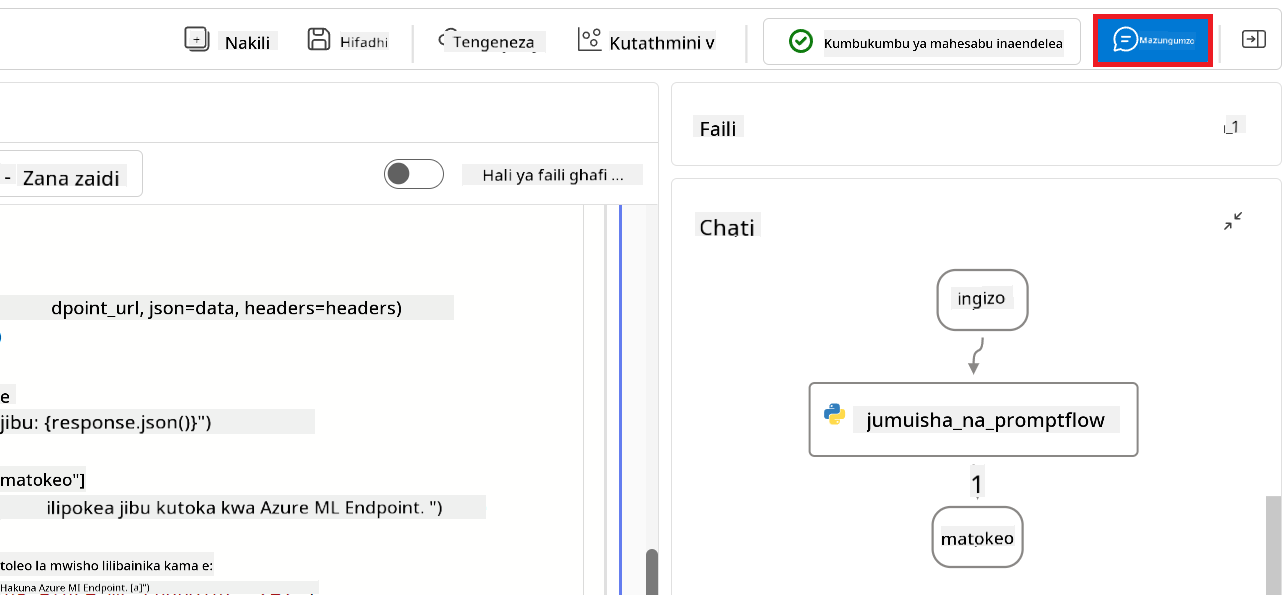 Nakili
Hifadhi
Tengeneza
Kutathmini v
Kumbukumbu ya mahesabu inaendelea
Mazungumzo
- Zana zaidi
Hali ya faili ghafi ...
dpoint_url, json=data, headers=headers)
e
jibu: {response.json()}")
matokeo"]
ilipokea jibu kutoka kwa Azure ML Endpoint. ")
toleo la mwisho lilibainika kama e:
Hakuna Azure Ml Endpoint. [a]")
Faili
1
Chati
ingizo
jumuisha_na_promptflow
1
matokeo